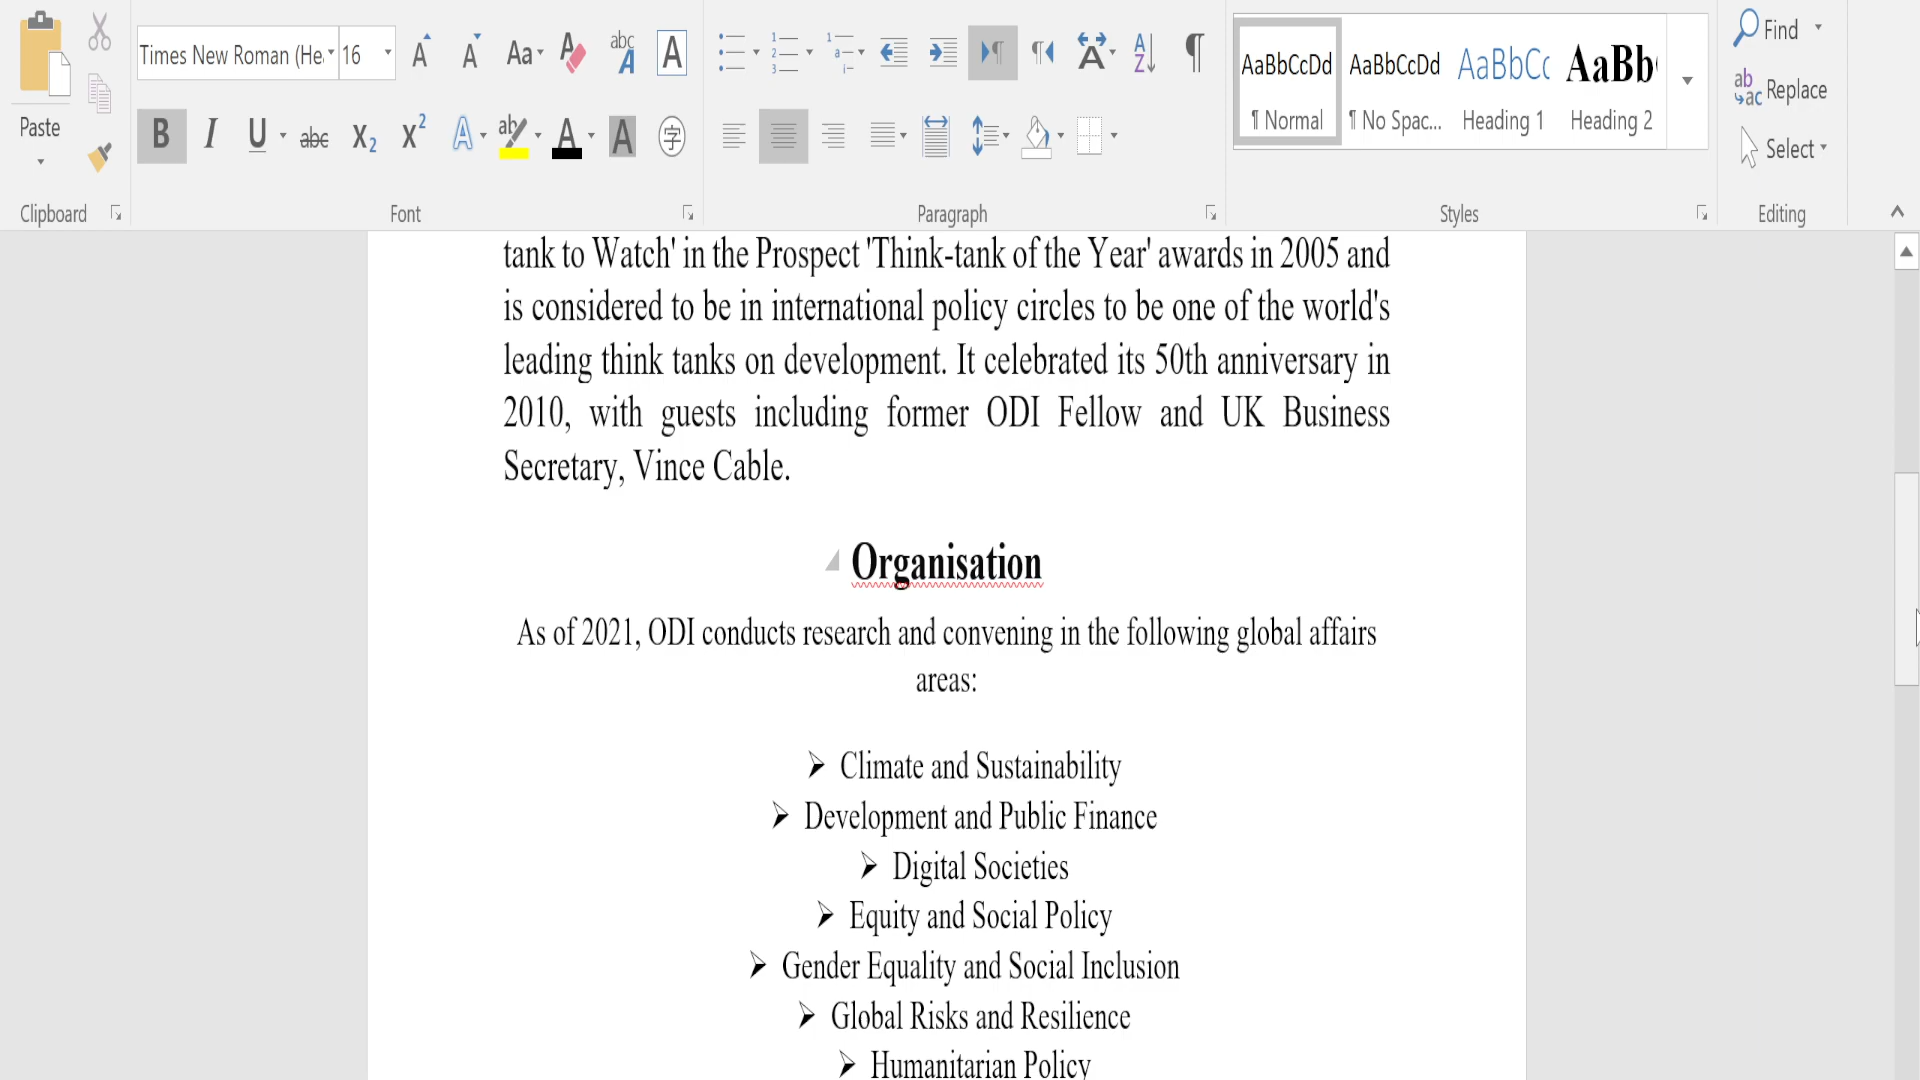 Times New Roman (He
16
Aa
abc
A
A
Find
Replace
Select
Paste
B I U abc X2 X2 A ab A A 字
AaBbCcDd AaBbCcDd AaBbCc AaBb
¶ Normal ¶ No Spac... Heading 1 Heading 2
Clipboard Font Paragraph Styles Editing
tank to Watch' in the Prospect 'Think-tank of the Year' awards in 2005 and
is considered to be in international policy circles to be one of the world's
leading think tanks on development. It celebrated its 50th anniversary in
2010, with guests including former ODI Fellow and UK Business
Secretary, Vince Cable.
Organisation
As of 2021, ODI conducts research and convening in the following global affairs
areas:
Climate and Sustainability
Development and Public Finance
Digital Societies
Equity and Social Policy
Gender Equality and Social Inclusion
Global Risks and Resilience
Humanitarian Policy